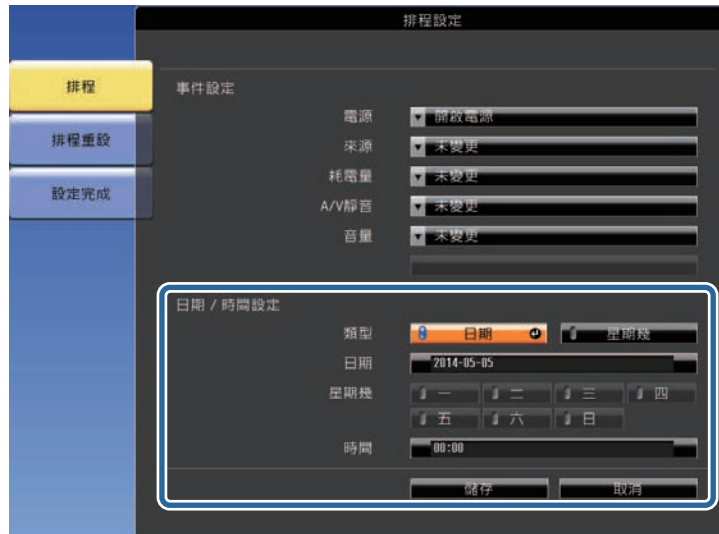 排程設定
排程
排程重設
設定完成
事件設定
電源 開啟電源
來源 未變更
耗電量 未變更
A/V靜音 未變更
音量 未變更
日期 / 時間設定
類型 日期 星期幾
日期 2014-05-05
星期幾 一 二 三 四
五 六 日
時間 00:00
儲存 取消